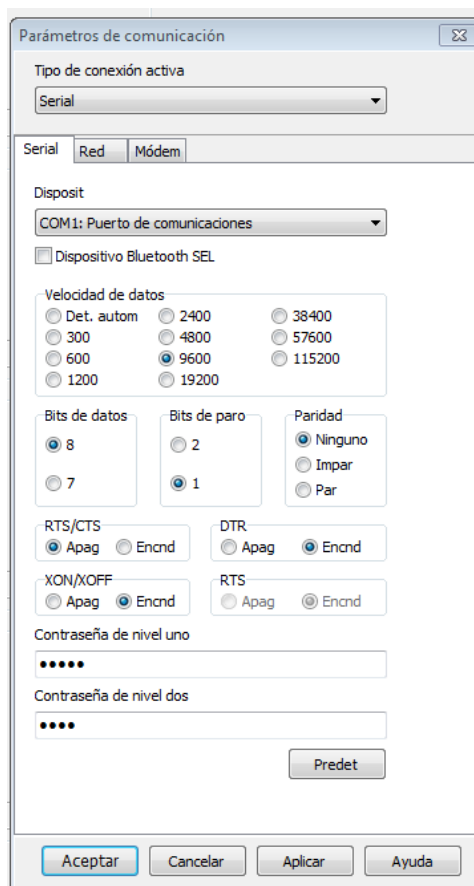 Parámetros de comunicación
Tipo de conexión activa
Serial
Serial Red Módem
Disposit
COM1: Puerto de comunicaciones
Dispositivo Bluetooth SEL
Velocidad de datos
Det. autom 2400 38400
300 4800 57600
600 9600 115200
1200 19200
Bits de datos Bits de paro Paridad
8 2 Ninguno
Impar
7 1 Par
RTS/CTS DTR
Apag Encnd Apag Encnd
XON/XOFF RTS
Apag Encnd Apag Encnd
Contraseña de nivel uno
●●●●●
Contraseña de nivel dos
●●●●
Predet
Aceptar Cancelar Aplicar Ayuda